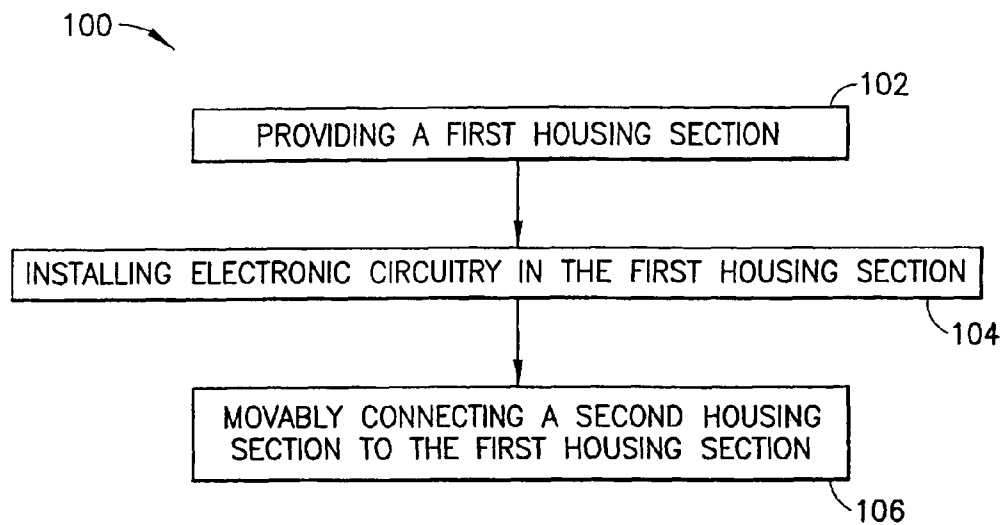 100
102
PROVIDING A FIRST HOUSING SECTION
INSTALLING ELECTRONIC CIRCUITRY IN THE FIRST HOUSING SECTION
104
MOVABLY CONNECTING A SECOND HOUSING
SECTION TO THE FIRST HOUSING SECTION
106